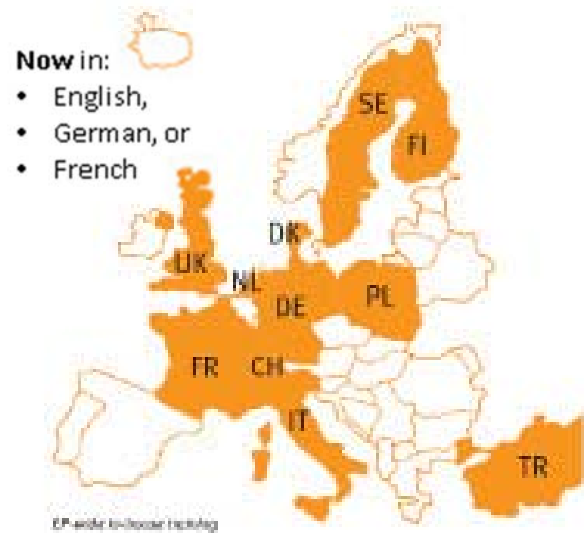 Now in:
• English,
• German, or
• French
SE
FI
DK
UK
NL
DE
PL
FR
CH
IT
TR